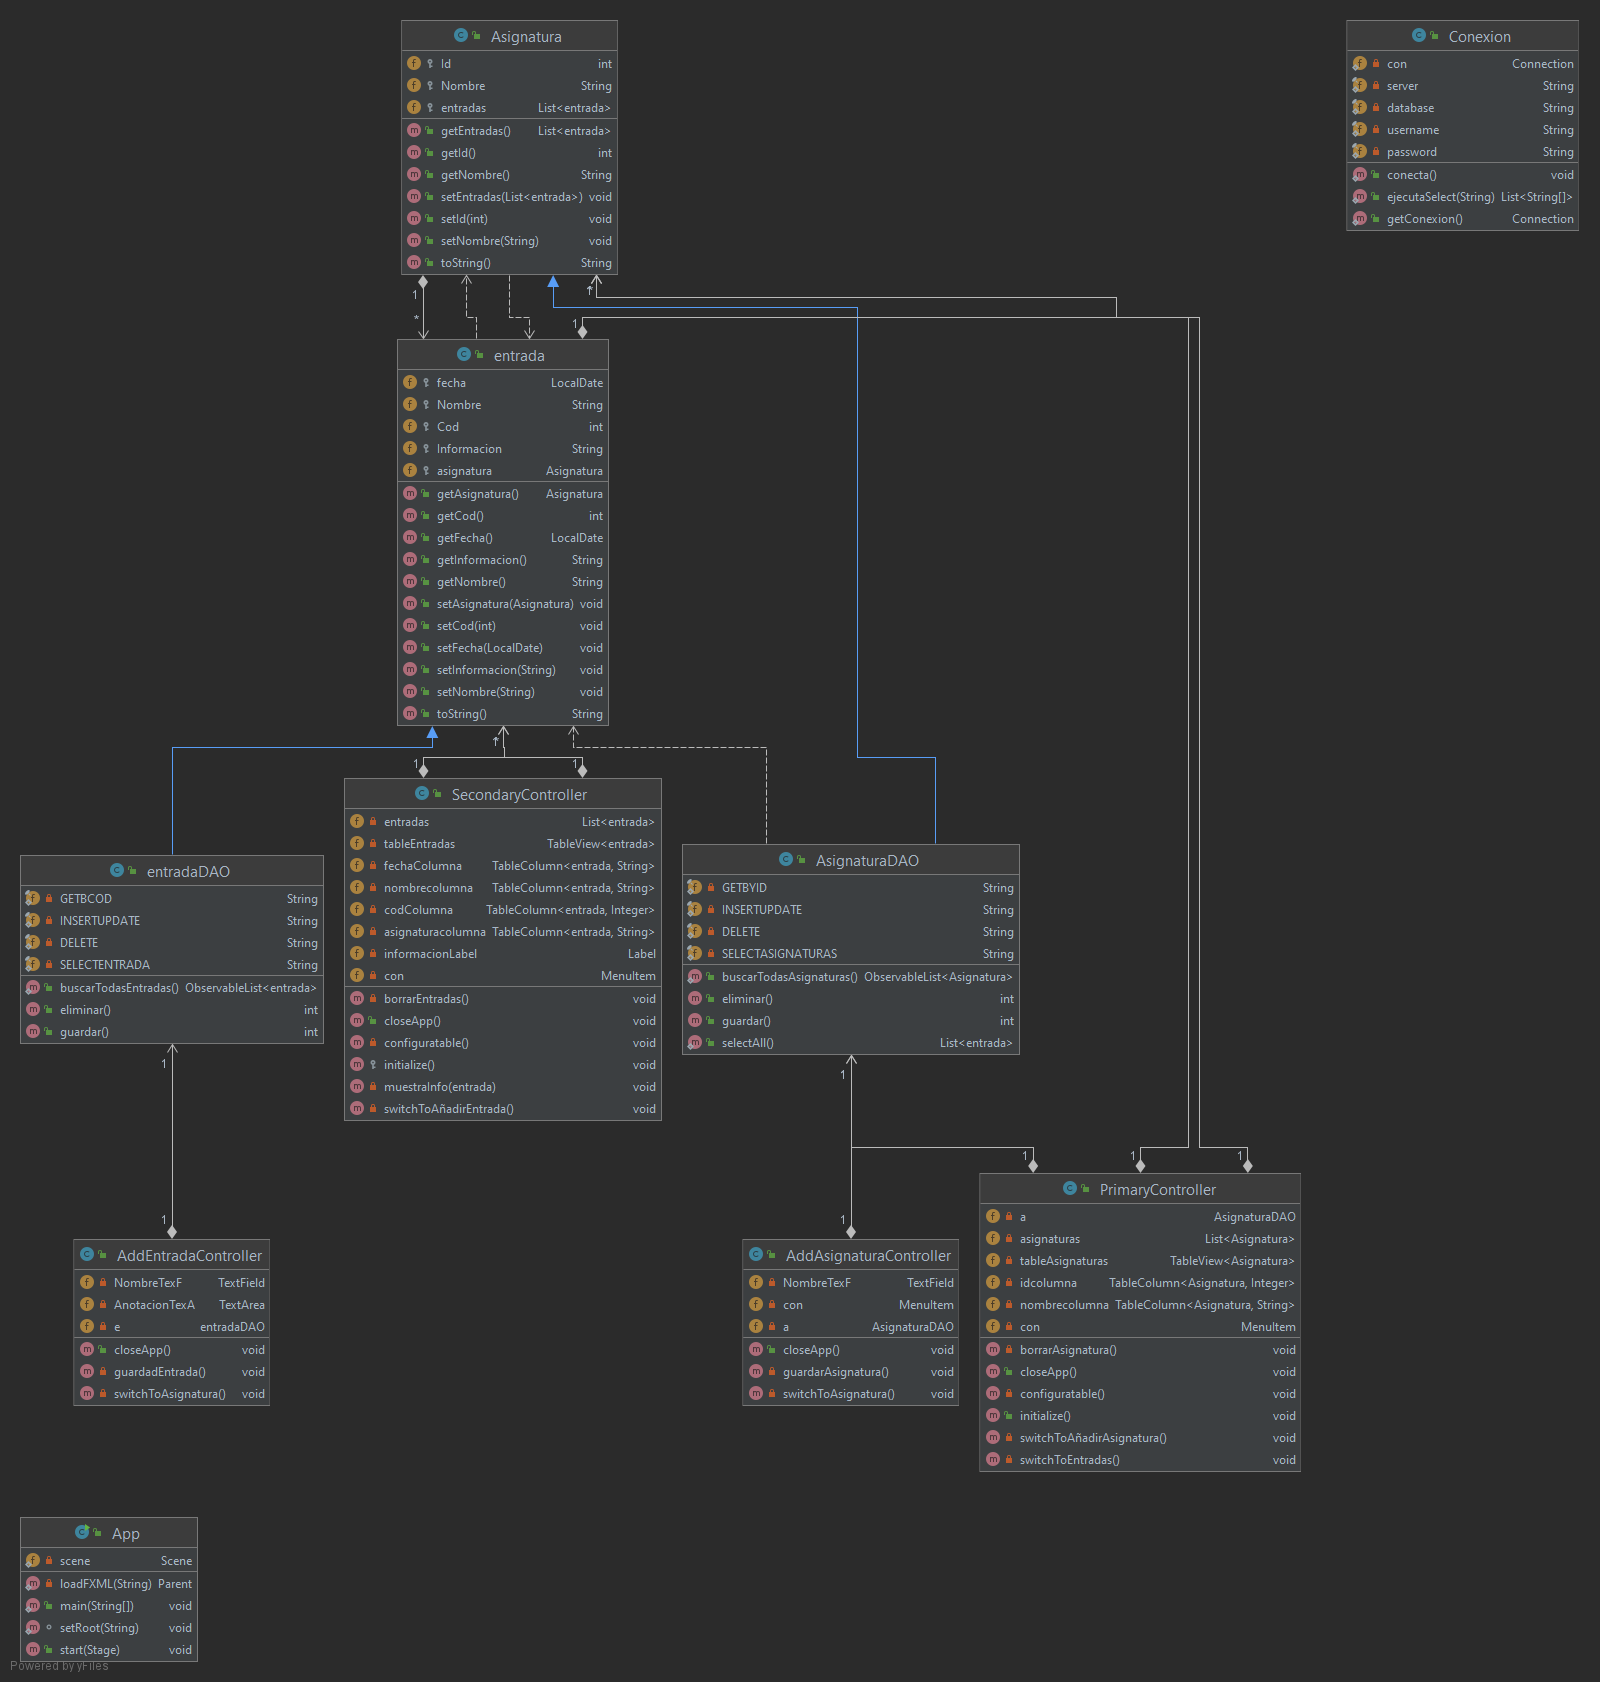 Asignatura
Id int
Nombre String
entradas List<entrada>
getEntradas() List<entrada>
getId() int
getNombre() String
setEntradas(List<entrada>) void
setId(int) void
setNombre(String) void
toString() String
Conexion
con Connection
server String
database String
username String
password String
conecta() void
ejecutaSelect(String) List<String[]>
getConexion() Connection
1
*
1
*
entrada
fecha LocalDate
Nombre String
Cod int
Informacion String
asignatura Asignatura
getAsignatura() Asignatura
getCod() int
getFecha() LocalDate
getInformacion() String
getNombre() String
setAsignatura(Asignatura) void
setCod(int) void
setFecha(LocalDate) void
setInformacion(String) void
setNombre(String) void
toString() String
1
1
SecondaryController
entradas List<entrada>
tableEntradas TableView<entrada>
fechaColumna TableColumn<entrada, String>
nombrecolumna TableColumn<entrada, String>
codColumna TableColumn<entrada, Integer>
asignaturacolumna TableColumn<entrada, String>
informacionLabel Label
con MenuItem
borrarEntradas() void
closeApp() void
configuratable() void
initialize() void
muestraInfo(entrada) void
switchToAñadirEntrada() void
entradaDAO
GETBCOD String
INSERTUPDATE String
DELETE String
SELECTENTRADA String
buscarTodasEntradas() ObservableList<entrada>
eliminar() int
guardar() int
AsignaturaDAO
GETBYID String
INSERTUPDATE String
DELETE String
SELECTASIGNATURAS String
buscarTodasAsignaturas() ObservableList<Asignatura>
eliminar() int
guardar() int
selectAll() List<entrada>
1
1
1
1
1
1
1
AddEntradaController
NombreTexF TextField
AnotacionTexA TextArea
e entradaDAO
closeApp() void
guardadEntrada() void
switchToAsignatura() void
AddAsignaturaController
NombreTexF TextField
con MenuItem
a AsignaturaDAO
closeApp() void
guardarAsignatura() void
switchToAsignatura() void
PrimaryController
a AsignaturaDAO
asignaturas List<Asignatura>
tableAsignaturas TableView<Asignatura>
idcolumna TableColumn<Asignatura, Integer>
nombrecolumna TableColumn<Asignatura, String>
con MenuItem
borrarAsignatura() void
closeApp() void
configuratable() void
initialize() void
switchToAñadirAsignatura() void
switchToEntradas() void
App
scene Scene
loadFXML(String) Parent
main(String[]) void
setRoot(String) void
start(Stage) void
Powered by yFiles